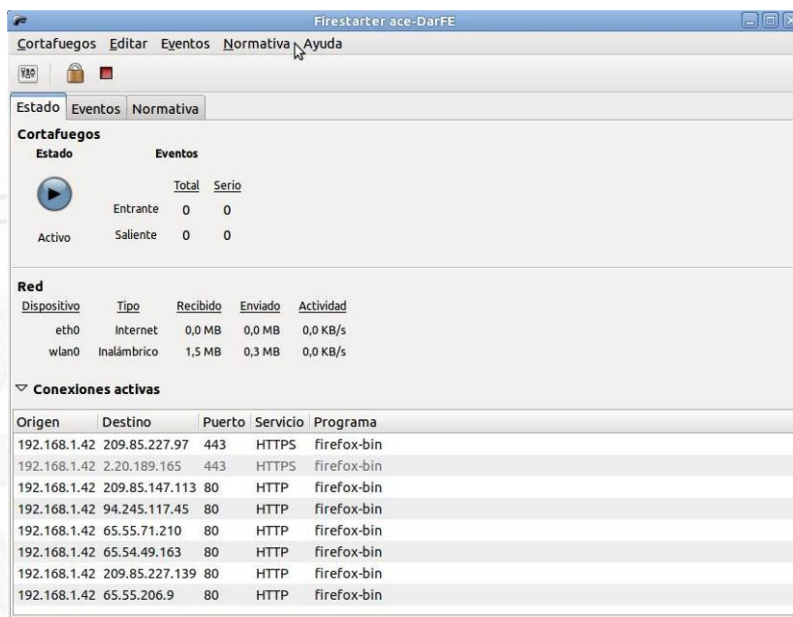 Firestarter ace-DarFE
Cortafuegos Editar Eventos Normativa Ayuda
Estado Eventos Normativa
Cortafuegos
Estado Eventos
Total Serio
Entrante 0 0
Activo Saliente 0 0
Red
Dispositivo Tipo Recibido Enviado Actividad
eth0 Internet 0,0 MB 0,0 MB 0,0 KB/s
wlan0 Inalámbrico 1,5 MB 0,3 MB 0,0 KB/s
Conexiones activas
Origen Destino Puerto Servicio Programa
192.168.1.42 209.85.227.97 443 HTTPS firefox-bin
192.168.1.42 2.20.189.165 443 HTTPS firefox-bin
192.168.1.42 209.85.147.113 80 HTTP firefox-bin
192.168.1.42 94.245.117.45 80 HTTP firefox-bin
192.168.1.42 65.55.71.210 80 HTTP firefox-bin
192.168.1.42 65.54.49.163 80 HTTP firefox-bin
192.168.1.42 209.85.227.139 80 HTTP firefox-bin
192.168.1.42 65.55.206.9 80 HTTP firefox-bin